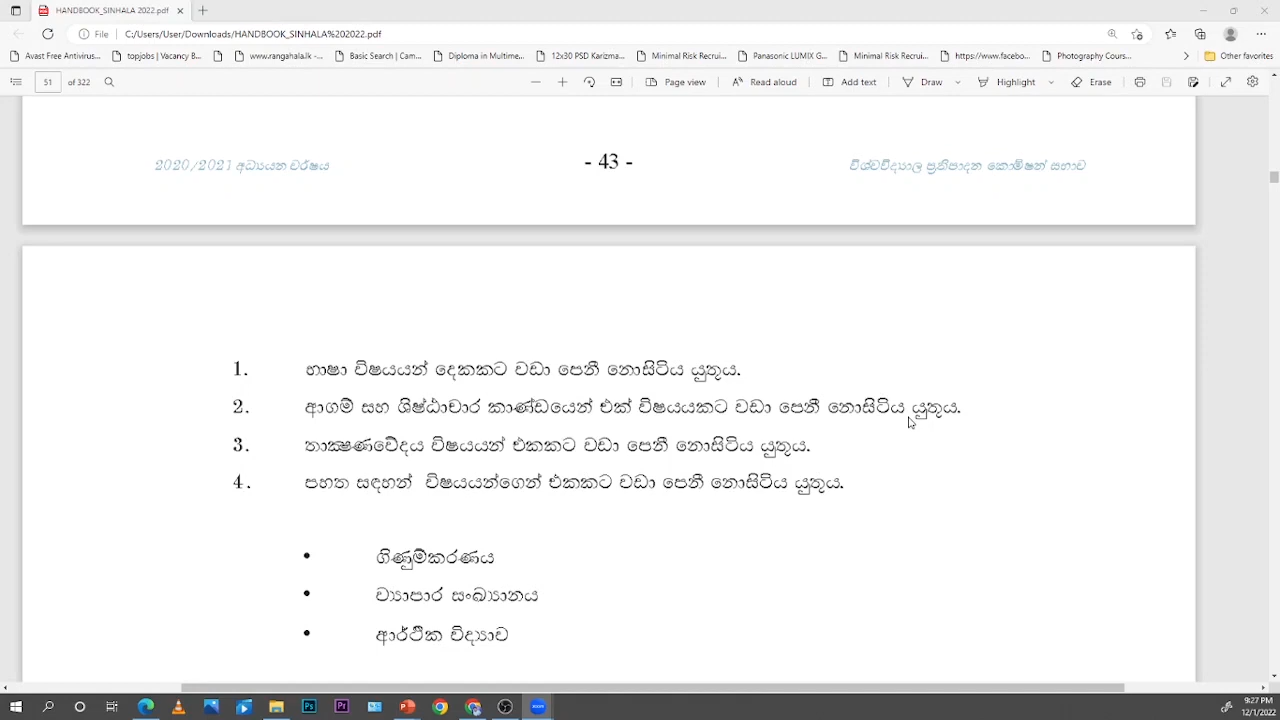 HANDBOOK_SINHALA 2022.pdf
File C:/Users/User/Downloads/HANDBOOK_SINHALA%202022.pdf
Avast Free Antivirus... topjobs | Vacancy B... www.rangahala.lk -... Basic Search | Cam... Diploma in Multime... 12x30 PSD Karizma... Minimal Risk Recrui... Panasonic LUMIX G... Minimal Risk Recrui... https://www.facebo... Photography Cours... Other favorites
51 of 322 Page view Read aloud Add text Draw Highlight Erase
2020/2021 අධ්‍යයන වර්ෂය - 43 - විශ්වවිද්‍යාල ප්‍රතිපාදන කොමිෂන් සභාව
1. භාෂා විෂයයන් දෙකකට වඩා පෙනී නොසිටිය යුතුය.
2. ආගම් සහ ශිෂ්ඨාචාර කාණ්ඩයෙන් එක් විෂයයකට වඩා පෙනී නොසිටිය යුතුය.
3. තාක්‍ෂණවේදය විෂයයන් එකකට වඩා පෙනී නොසිටිය යුතුය.
4. පහත සඳහන් විෂයයන්ගෙන් එකකට වඩා පෙනී නොසිටිය යුතුය.
• ගිණුම්කරණය
• ව්‍යාපාර සංඛ්‍යානය
• ආර්ථික විද්‍යාව
9:27 PM
12/1/2022